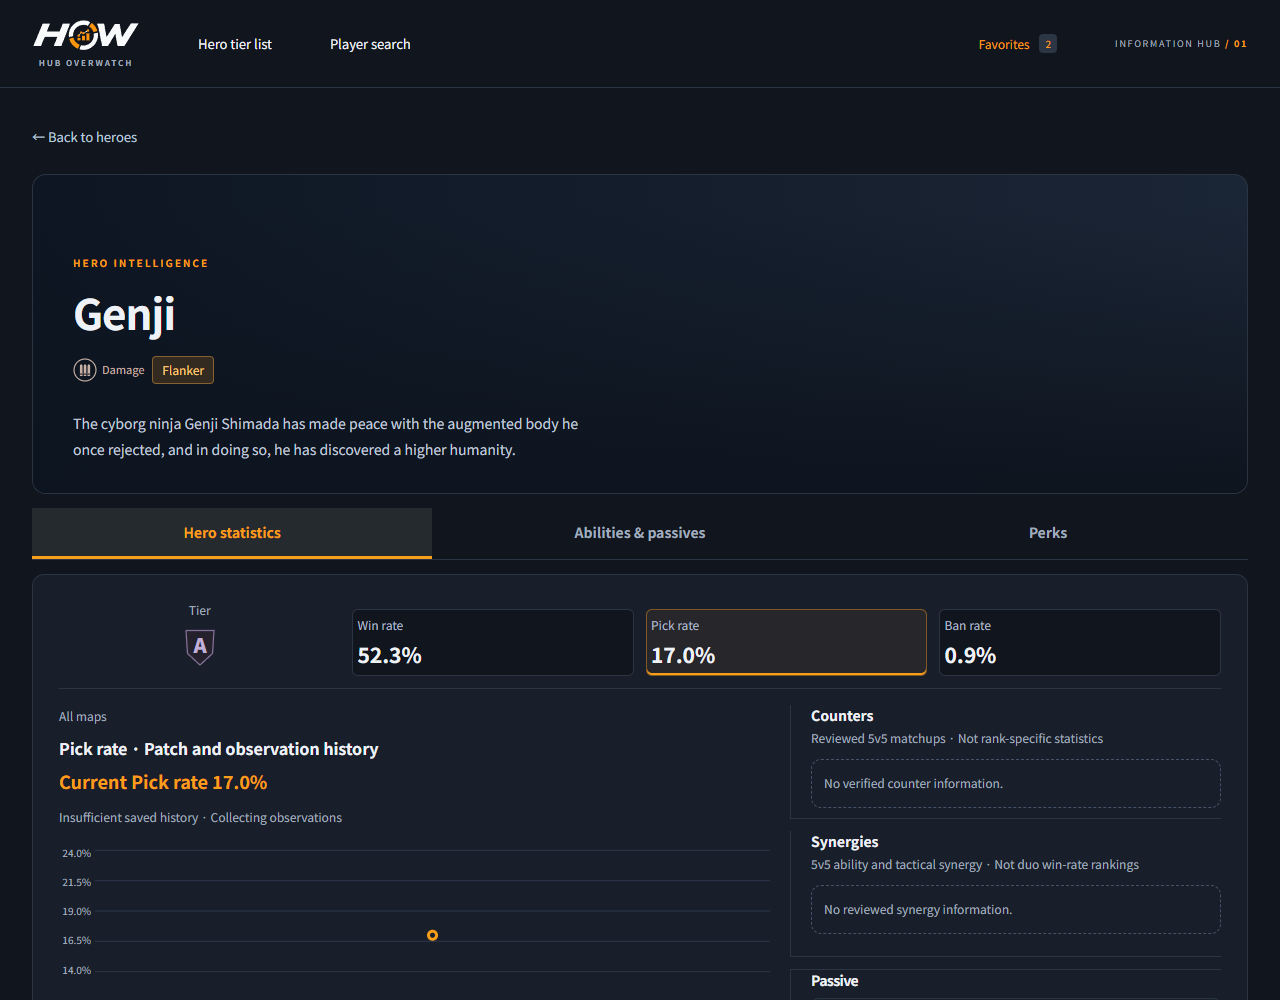 HOW
HUB OVERWATCH
Hero tier list
Player search
Favorites 2
INFORMATION HUB / 01
← Back to heroes
HERO INTELLIGENCE
Genji
Damage Flanker
The cyborg ninja Genji Shimada has made peace with the augmented body he
once rejected, and in doing so, he has discovered a higher humanity.
Hero statistics
Abilities & passives
Perks
Tier
A
Win rate
52.3%
Pick rate
17.0%
Ban rate
0.9%
All maps
Pick rate · Patch and observation history
Current Pick rate 17.0%
Insufficient saved history · Collecting observations
24.0%
21.5%
19.0%
16.5%
14.0%
Counters
Reviewed 5v5 matchups · Not rank-specific statistics
No verified counter information.
Synergies
5v5 ability and tactical synergy · Not duo win-rate rankings
No reviewed synergy information.
Passive